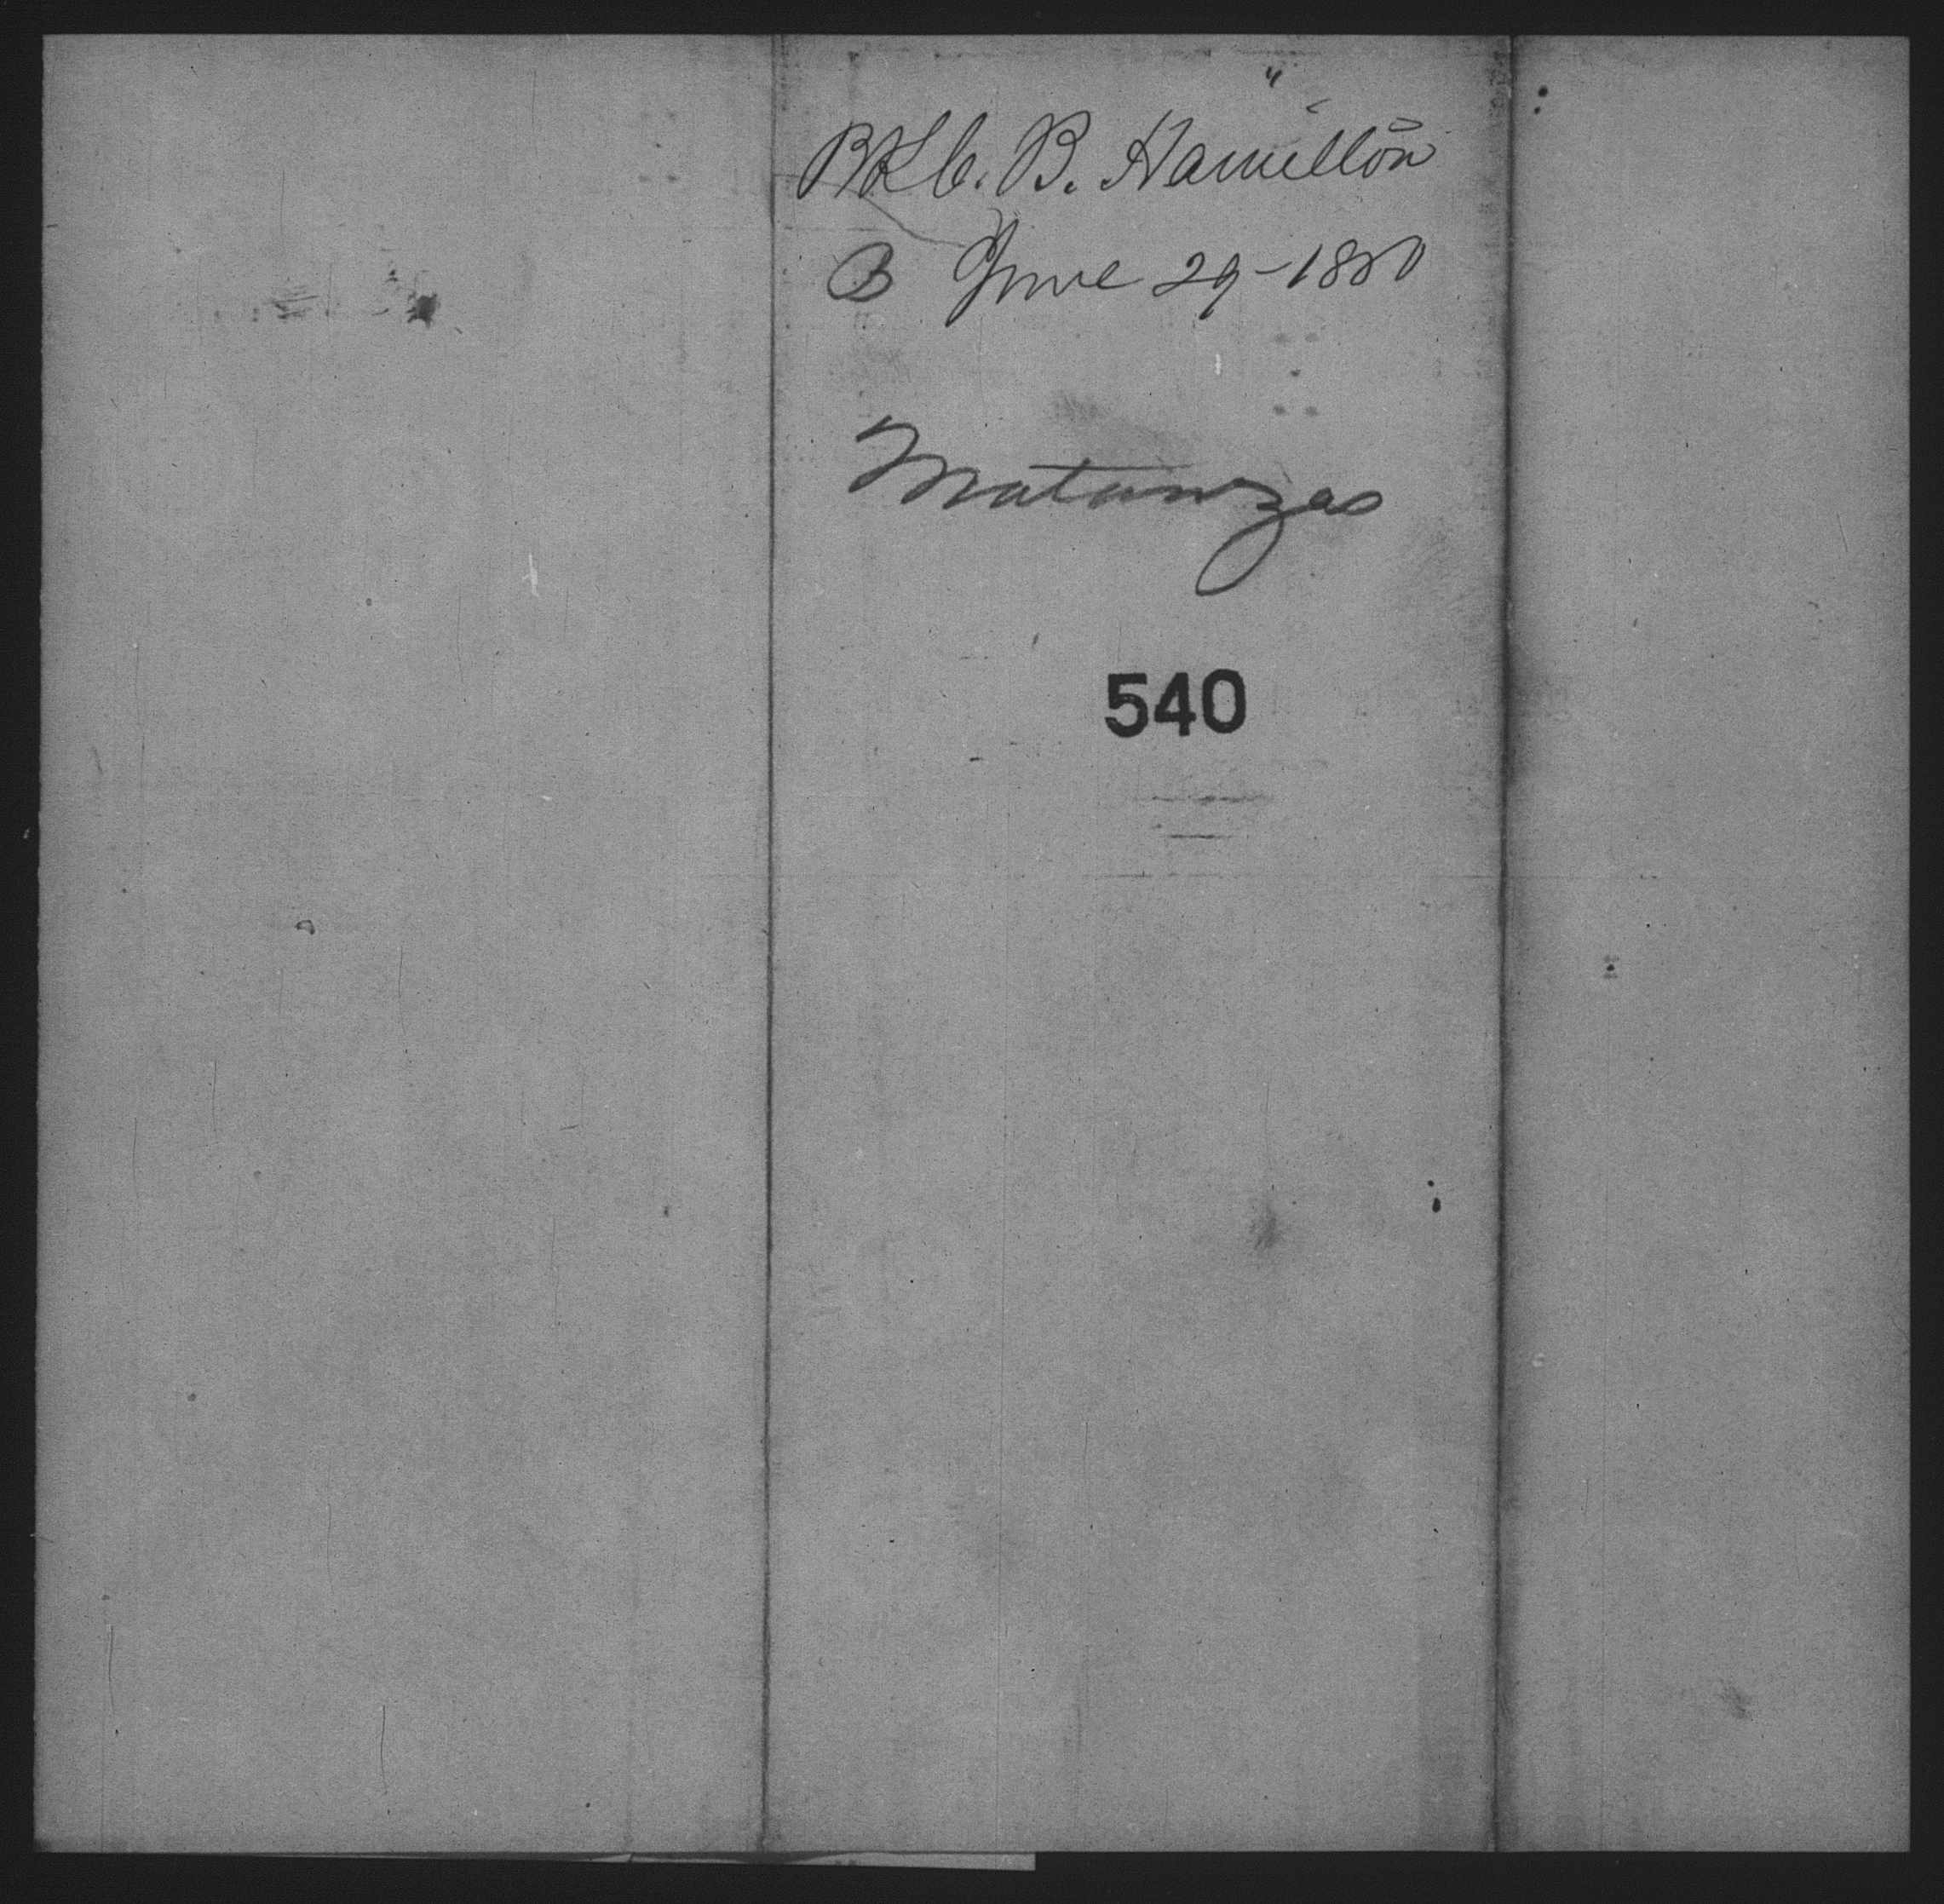 Bk C. B. Hamilton
B June 29-1880
Matanzas
540